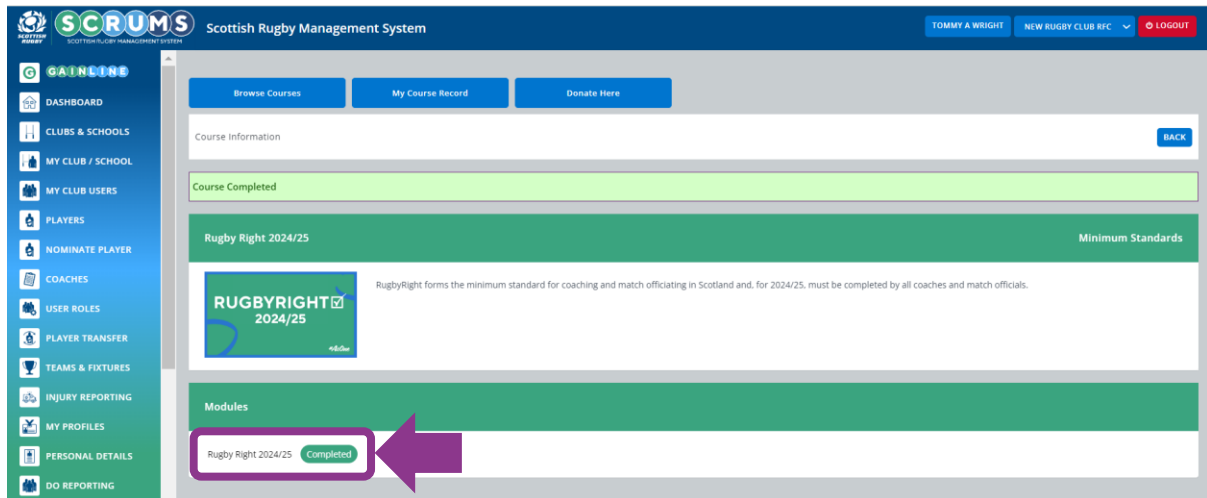 SCOTTISH RUGBY
SCRUMS
SCOTTISH RUGBY MANAGEMENT SYSTEM
Scottish Rugby Management System
TOMMY A WRIGHT
NEW RUGBY CLUB RFC
LOGOUT
GAINLINE
DASHBOARD
CLUBS & SCHOOLS
MY CLUB / SCHOOL
MY CLUB USERS
PLAYERS
NOMINATE PLAYER
COACHES
USER ROLES
PLAYER TRANSFER
TEAMS & FIXTURES
INJURY REPORTING
MY PROFILES
PERSONAL DETAILS
DO REPORTING
Browse Courses
My Course Record
Donate Here
Course Information
BACK
Course Completed
Rugby Right 2024/25
Minimum Standards
RUGBYRIGHT
2024/25
RugbyRight forms the minimum standard for coaching and match officiating in Scotland and, for 2024/25, must be completed by all coaches and match officials.
Modules
Rugby Right 2024/25 Completed